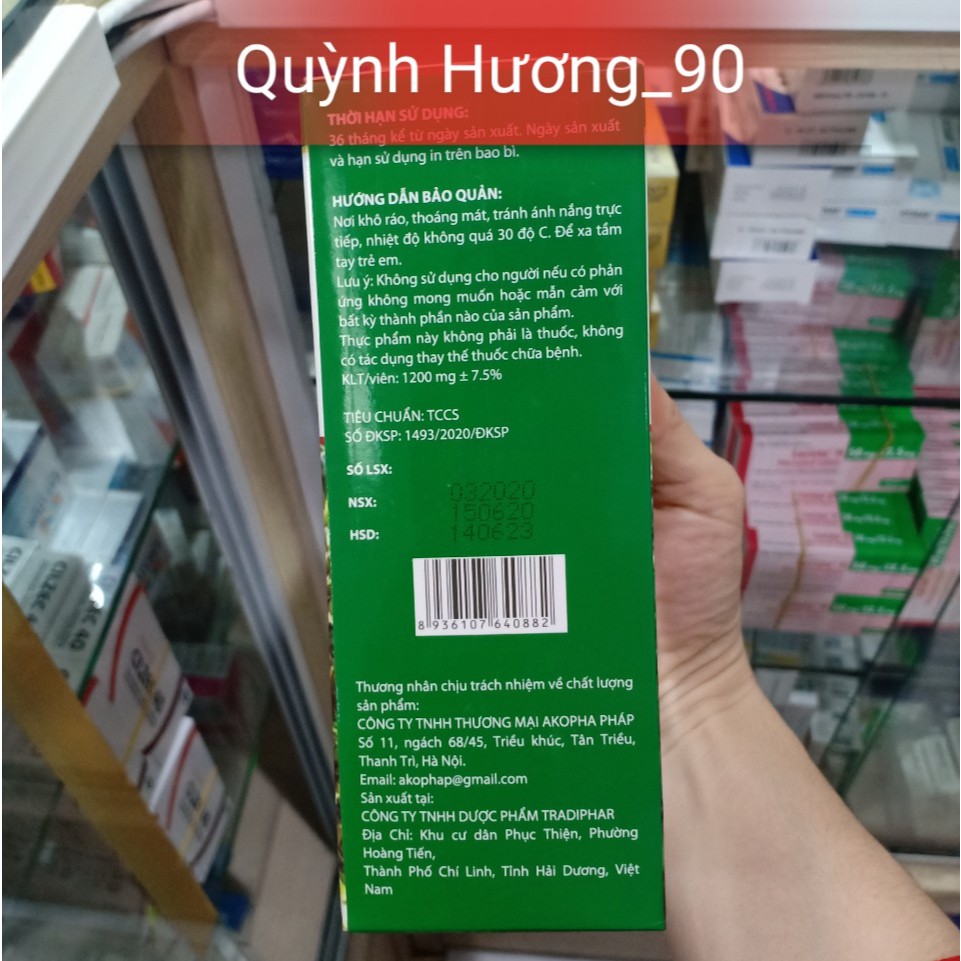 Quỳnh Hương_90
THỜI HẠN SỬ DỤNG:
36 tháng kể từ ngày sản xuất. Ngày sản xuất
và hạn sử dụng in trên bao bì.
HƯỚNG DẪN BẢO QUẢN:
Nơi khô ráo, thoáng mát, tránh ánh nắng trực
tiếp, nhiệt độ không quá 30 độ C. Để xa tầm
tay trẻ em.
Lưu ý: Không sử dụng cho người nếu có phản
ứng không mong muốn hoặc mẫn cảm với
bất kỳ thành phần nào của sản phẩm.
Thực phẩm này không phải là thuốc, không
có tác dụng thay thế thuốc chữa bệnh.
KLT/viên: 1200 mg ± 7.5%
TIÊU CHUẨN: TCCS
SỐ ĐKSP: 1493/2020/ĐKSP
SỐ LSX:
032020
NSX:
150620
HSD:
140623
8 936107 640882
Thương nhân chịu trách nhiệm về chất lượng
sản phẩm:
CÔNG TY TNHH THƯƠNG MẠI AKOPHA PHÁP
Số 11, ngách 68/45, Triều khúc, Tân Triều,
Thanh Trì, Hà Nội.
Email: akophap@gmail.com
Sản xuất tại:
CÔNG TY TNHH DƯỢC PHẨM TRADIPHAR
Địa Chỉ: Khu cư dân Phục Thiện, Phường
Hoàng Tiến,
Thành Phố Chí Linh, Tỉnh Hải Dương, Việt
Nam